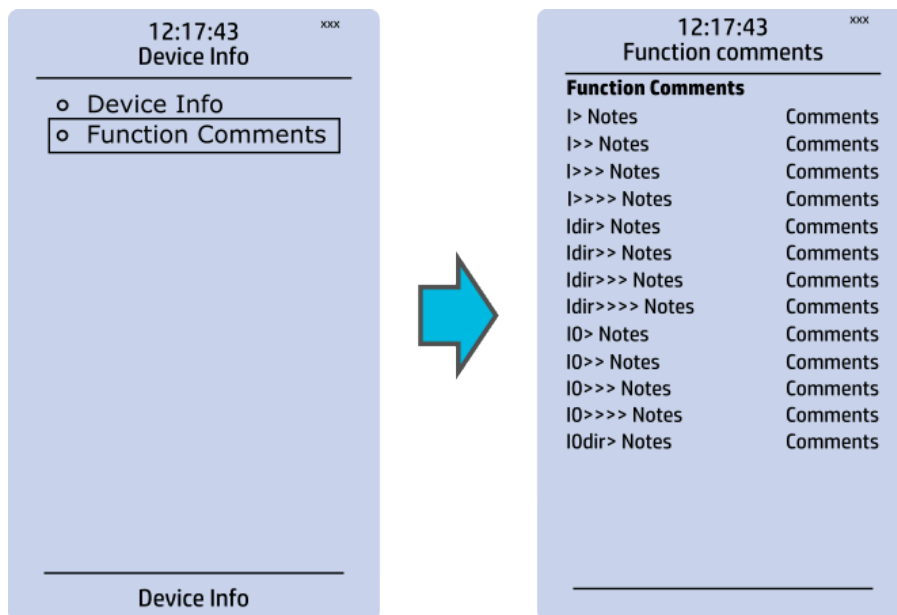 12:17:43 xxx
Device Info
Device Info
Function Comments
Device Info
12:17:43 xxx
Function comments
Function Comments
I> Notes Comments
I>> Notes Comments
I>>> Notes Comments
I>>>> Notes Comments
Idir> Notes Comments
Idir>> Notes Comments
Idir>>> Notes Comments
Idir>>>> Notes Comments
I0> Notes Comments
I0>> Notes Comments
I0>>> Notes Comments
I0>>>> Notes Comments
I0dir> Notes Comments